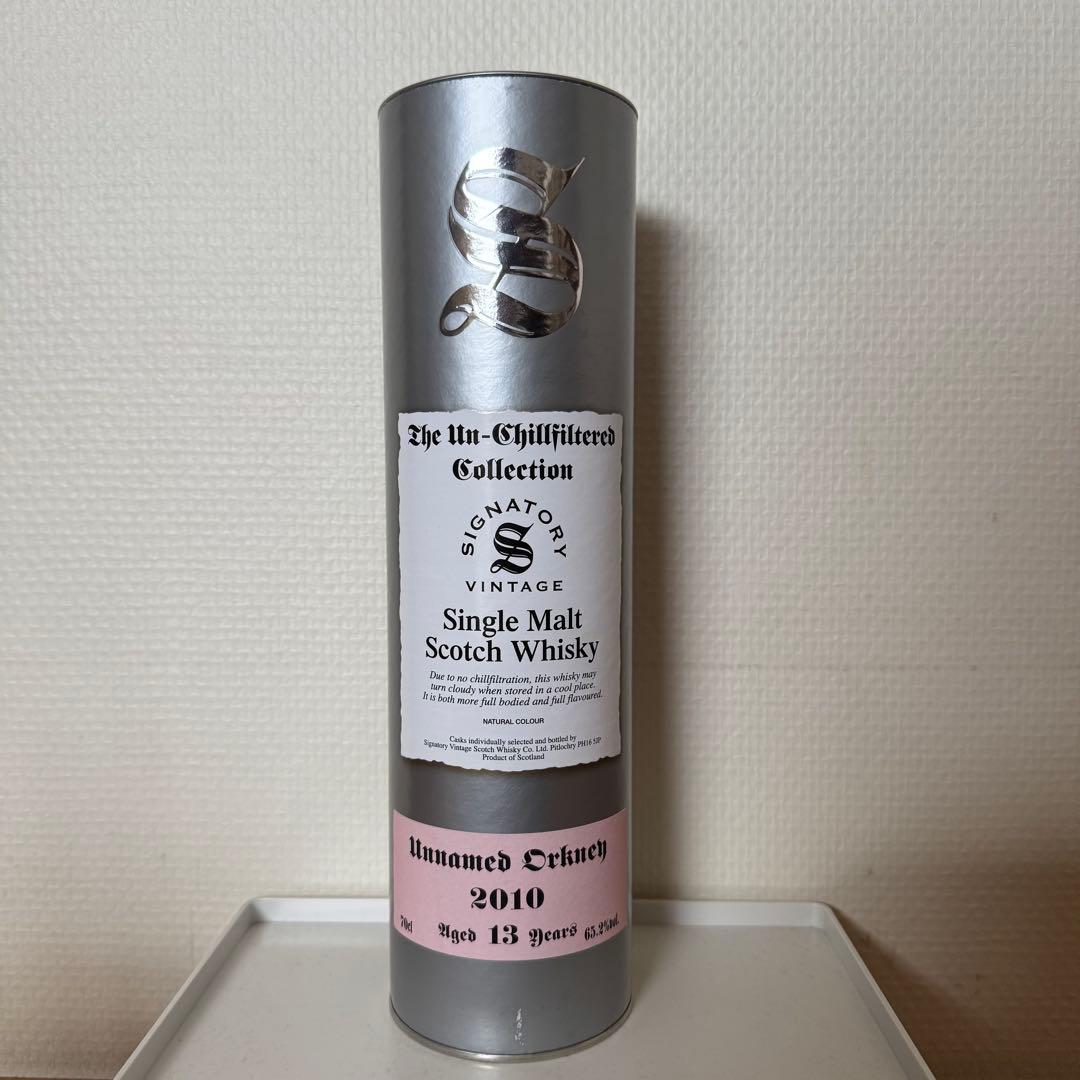 S
The Un-Chillfiltered
Collection
SIGNATORY
S
VINTAGE
Single Malt
Scotch Whisky
Due to no chillfiltration, this whisky may
turn cloudy when stored in a cool place.
It is both more full bodied and full flavoured.
NATURAL COLOUR
Casks individually selected and bottled by
Signatory Vintage Scotch Whisky Co. Ltd. Pitlochry PH16 5JP
Product of Scotland
Unnamed Orkney
2010
70cl Aged 13 Years 65.2%vol.